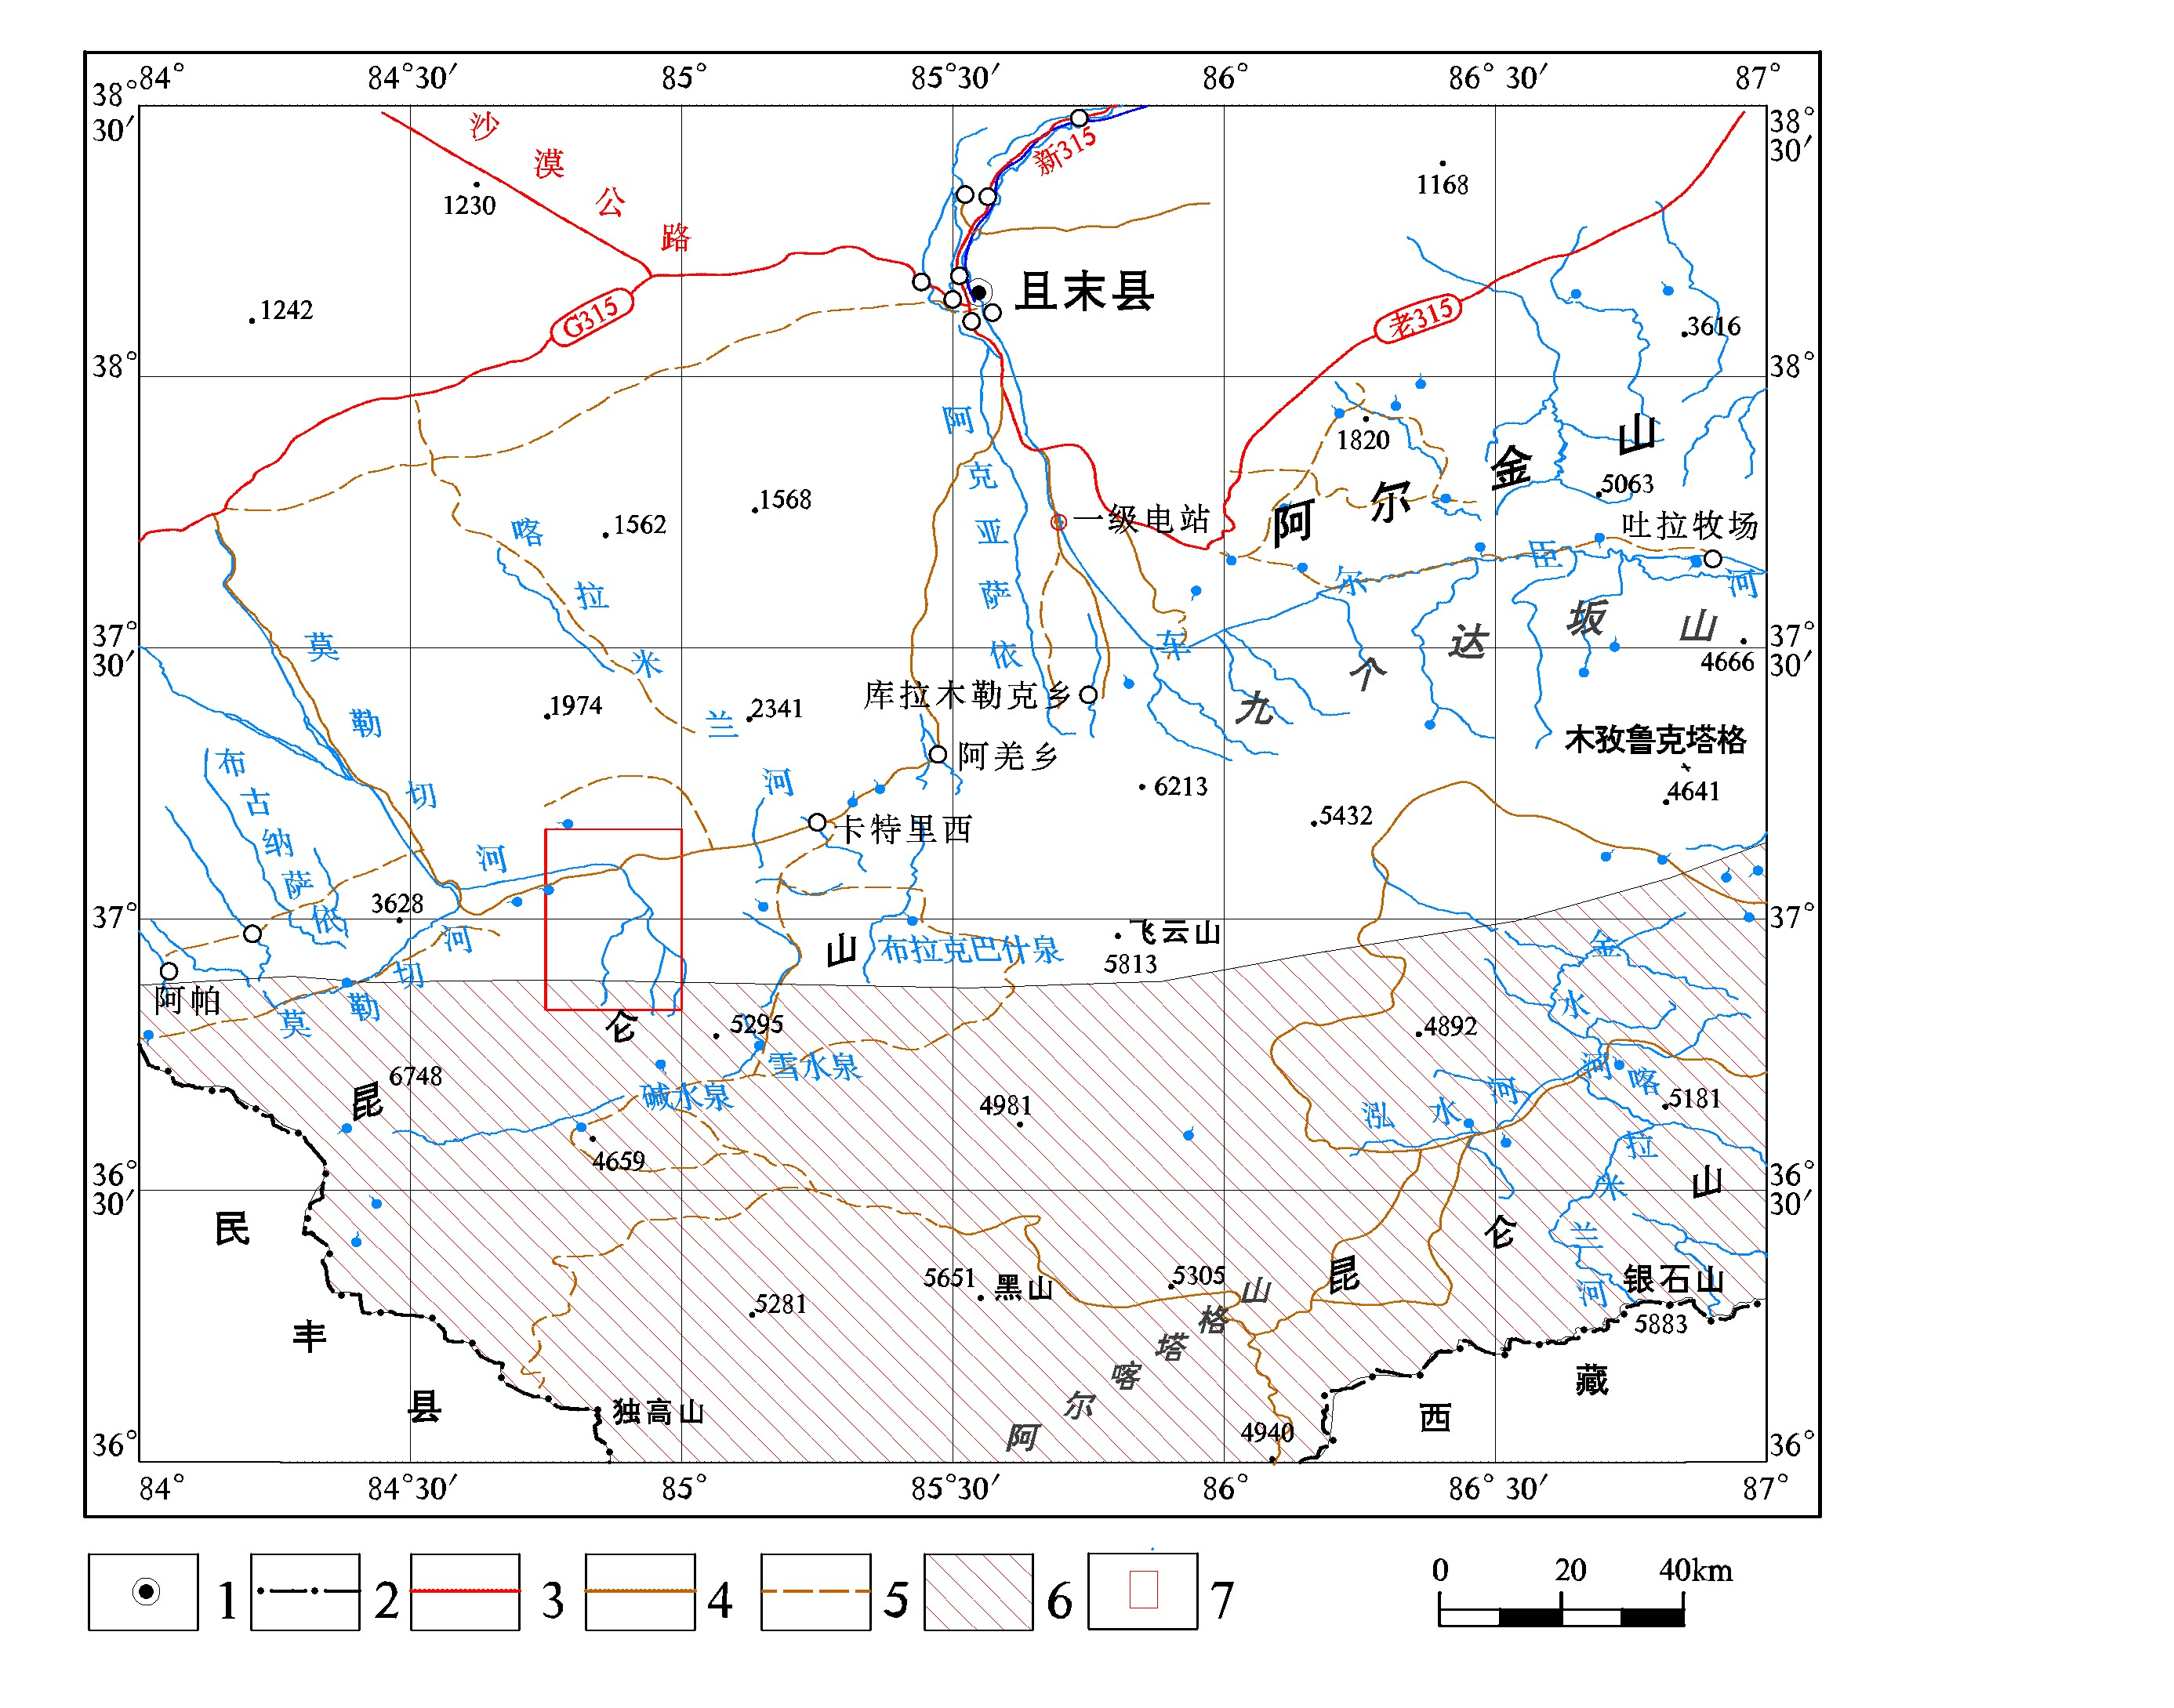 84° 84°30′ 85° 85°30′ 86° 86°30′ 87°
38°30′
38°30′
沙漠公路
新315
1230
1168
1242
G315
且末县
老315
3616
38°
38°
阿克亚萨依
1820
阿尔金山
5063
1568
1562
一级电站
吐拉牧场
喀拉米兰河
车尔臣河
莫勒切河
九个达坂山
37°30′
37°30′
4666
库拉木勒克乡
1974
2341
木孜鲁克塔格
阿羌乡
布古纳萨依
6213
4641
5432
卡特里西
3628
37°
37°
飞云山
5813
布拉克巴什泉
金水河
阿帕
莫勒切河
昆仑山
5295
4892
雪水泉
6748
碱水泉
喀拉米兰河
5181
泓水河
4981
4659
36°30′
36°30′
民丰县
昆仑山
银石山
5651
黑山
5305
5281
5883
阿尔喀塔格山
西藏
独高山
4940
36°
36°
84° 84°30′ 85° 85°30′ 86° 86°30′ 87°
1 2 3 4 5 6 7
0 20 40km